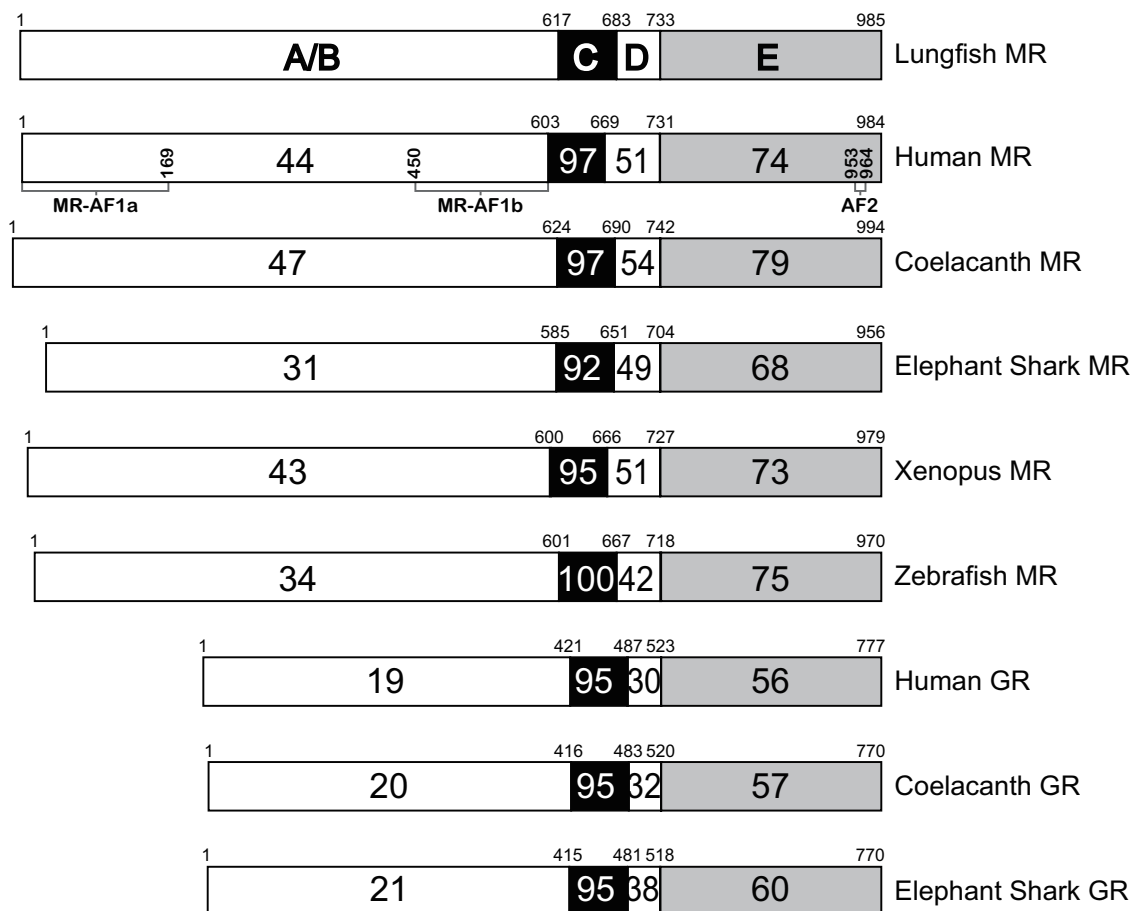 1 617 683 733 985
A/B C D E Lungfish MR
1 603 669 731 984
169 44 450 97 51 74 953 964 Human MR
MR-AF1a MR-AF1b AF2
1 624 690 742 994
47 97 54 79 Coelacanth MR
1 585 651 704 956
31 92 49 68 Elephant Shark MR
1 600 666 727 979
43 95 51 73 Xenopus MR
1 601 667 718 970
34 100 42 75 Zebrafish MR
1 421 487 523 777
19 95 30 56 Human GR
1 416 483 520 770
20 95 32 57 Coelacanth GR
1 415 481 518 770
21 95 38 60 Elephant Shark GR